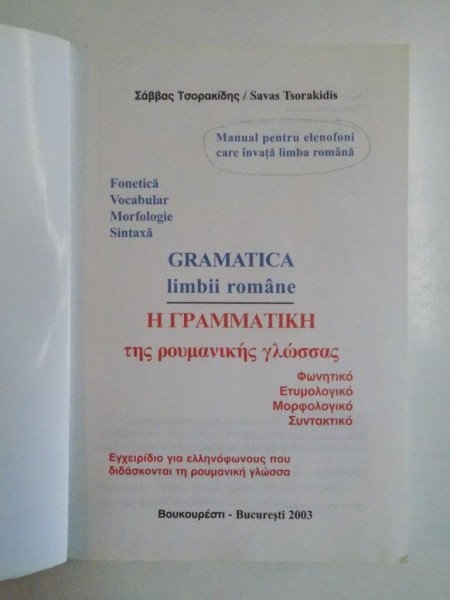 Σάββας Τσορακίδης / Savas Tsorakidis
Manual pentru elenofoni
care învață limba română
Fonetică
Vocabular
Morfologie
Sintaxă
GRAMATICA
limbii române
Η ΓΡΑΜΜΑΤΙΚΗ
της ρουμανικής γλώσσας
Φωνητικό
Ετυμολογικό
Μορφολογικό
Συντακτικό
Εγχειρίδιο για ελληνόφωνους που
διδάσκονται τη ρουμανική γλώσσα
Βουκουρέστι - București 2003